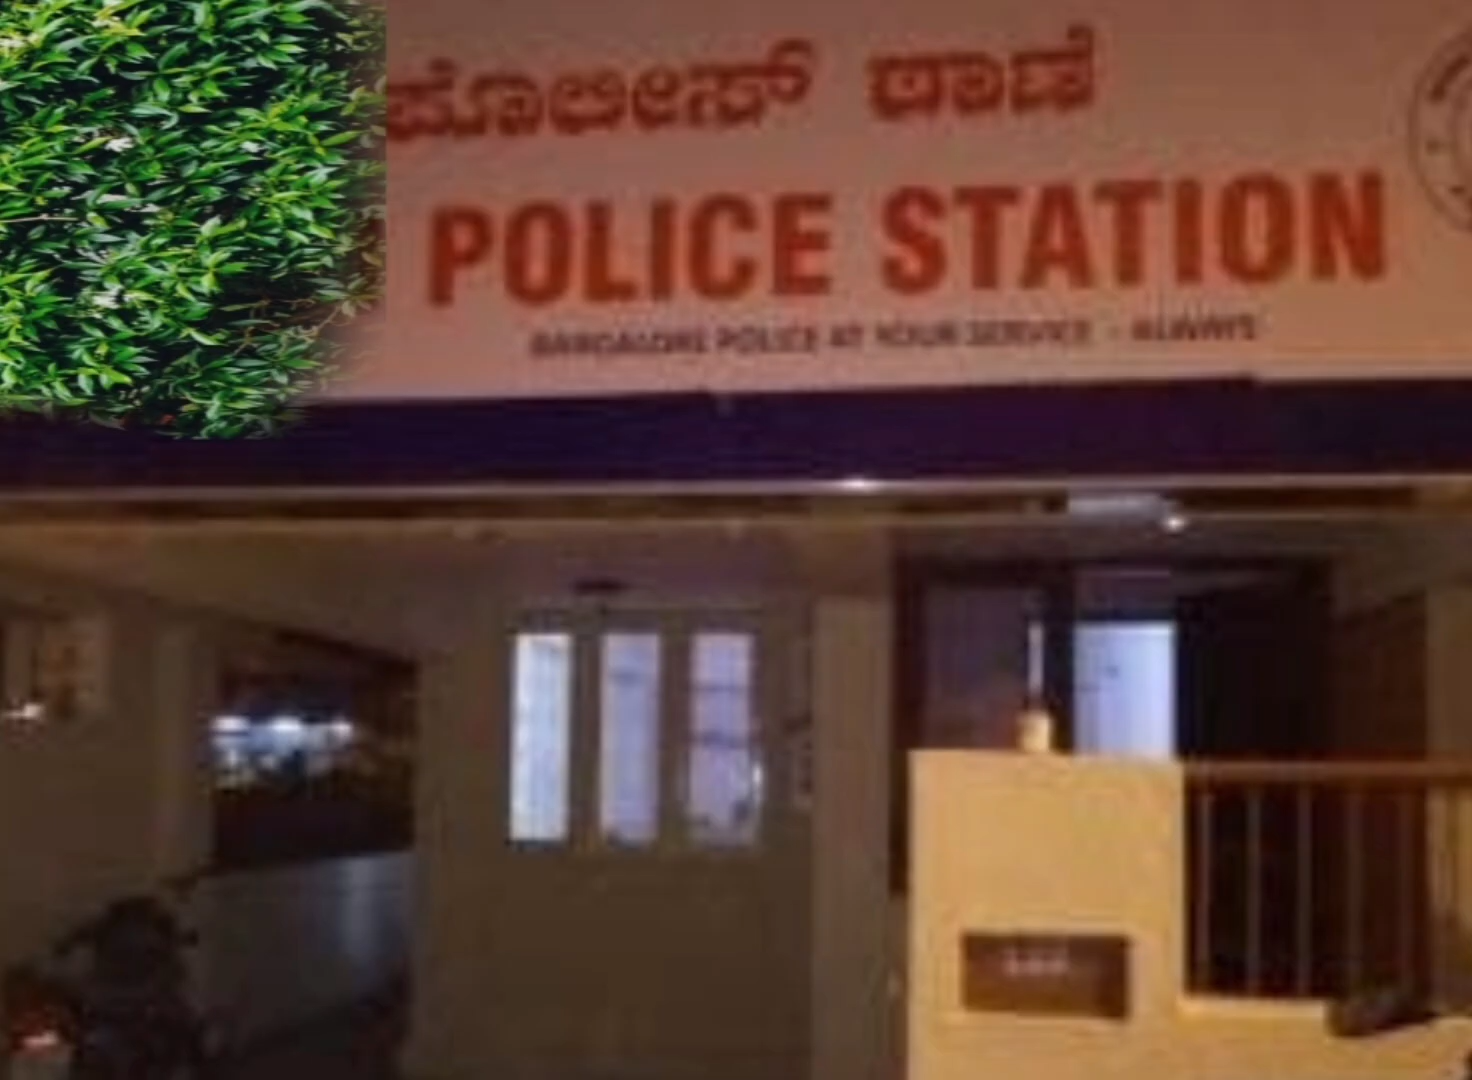 ಪೊಲೀಸ್ ಠಾಣೆ
POLICE STATION
BANGALORE POLICE AT YOUR SERVICE - ALWAYS